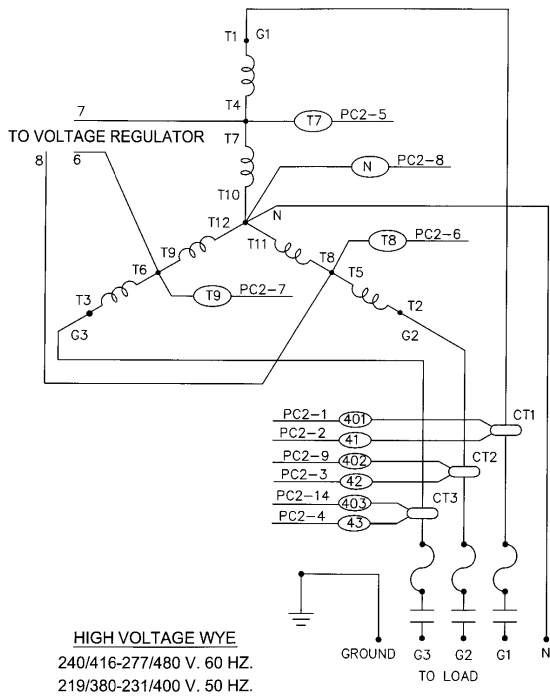 T1 G1
T4
7
T7 PC2-5
TO VOLTAGE REGULATOR
T7
8 6
N PC2-8
T10
T12 N
T11
T8 PC2-6
T9
T8
T6 T5
T9 PC2-7
T3
T2
G3
G2
PC2-1 401 CT1
PC2-2 41
PC2-9 402 CT2
PC2-3 42
PC2-14 403 CT3
PC2-4 43
GROUND G3 G2 G1 N
TO LOAD
HIGH VOLTAGE WYE
240/416-277/480 V. 60 HZ.
219/380-231/400 V. 50 HZ.